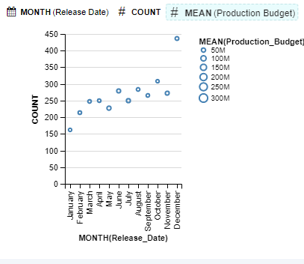 MONTH (Release Date) # COUNT # MEAN (Production Budget)
MEAN(Production_Budget)
50M
100M
150M
200M
250M
300M
COUNT
450
400
350
300
250
200
150
100
50
0
January
February
March
April
May
June
July
August
September
October
November
December
MONTH(Release_Date)